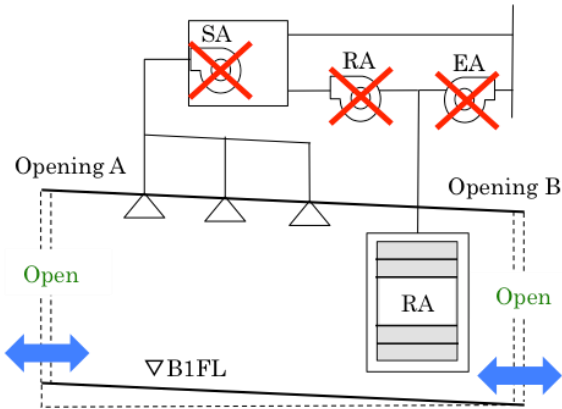 SA
RA
EA
Opening A
Opening B
Open
RA
Open
▽B1FL